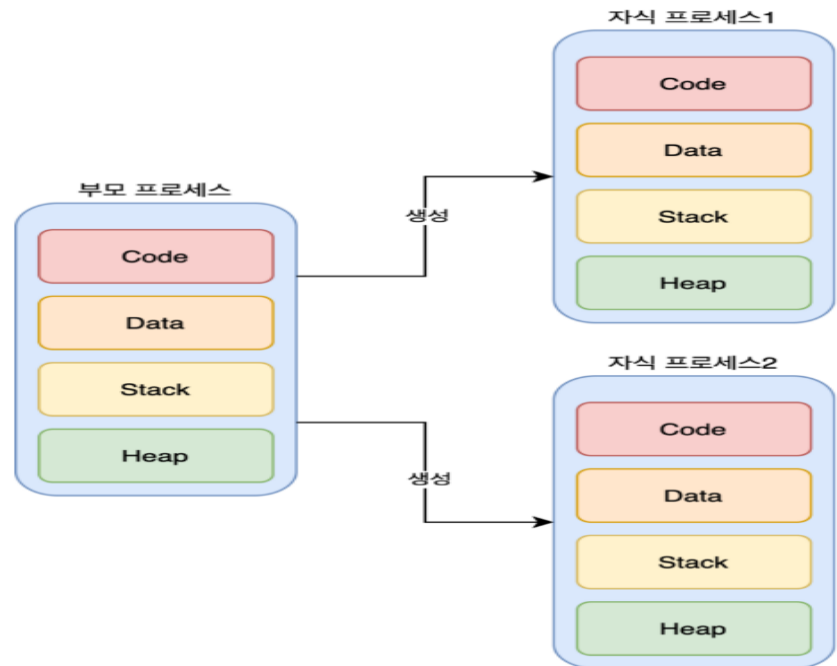 자식 프로세스1
Code
Data
Stack
Heap
부모 프로세스
Code
Data
Stack
Heap
생성
생성
자식 프로세스2
Code
Data
Stack
Heap